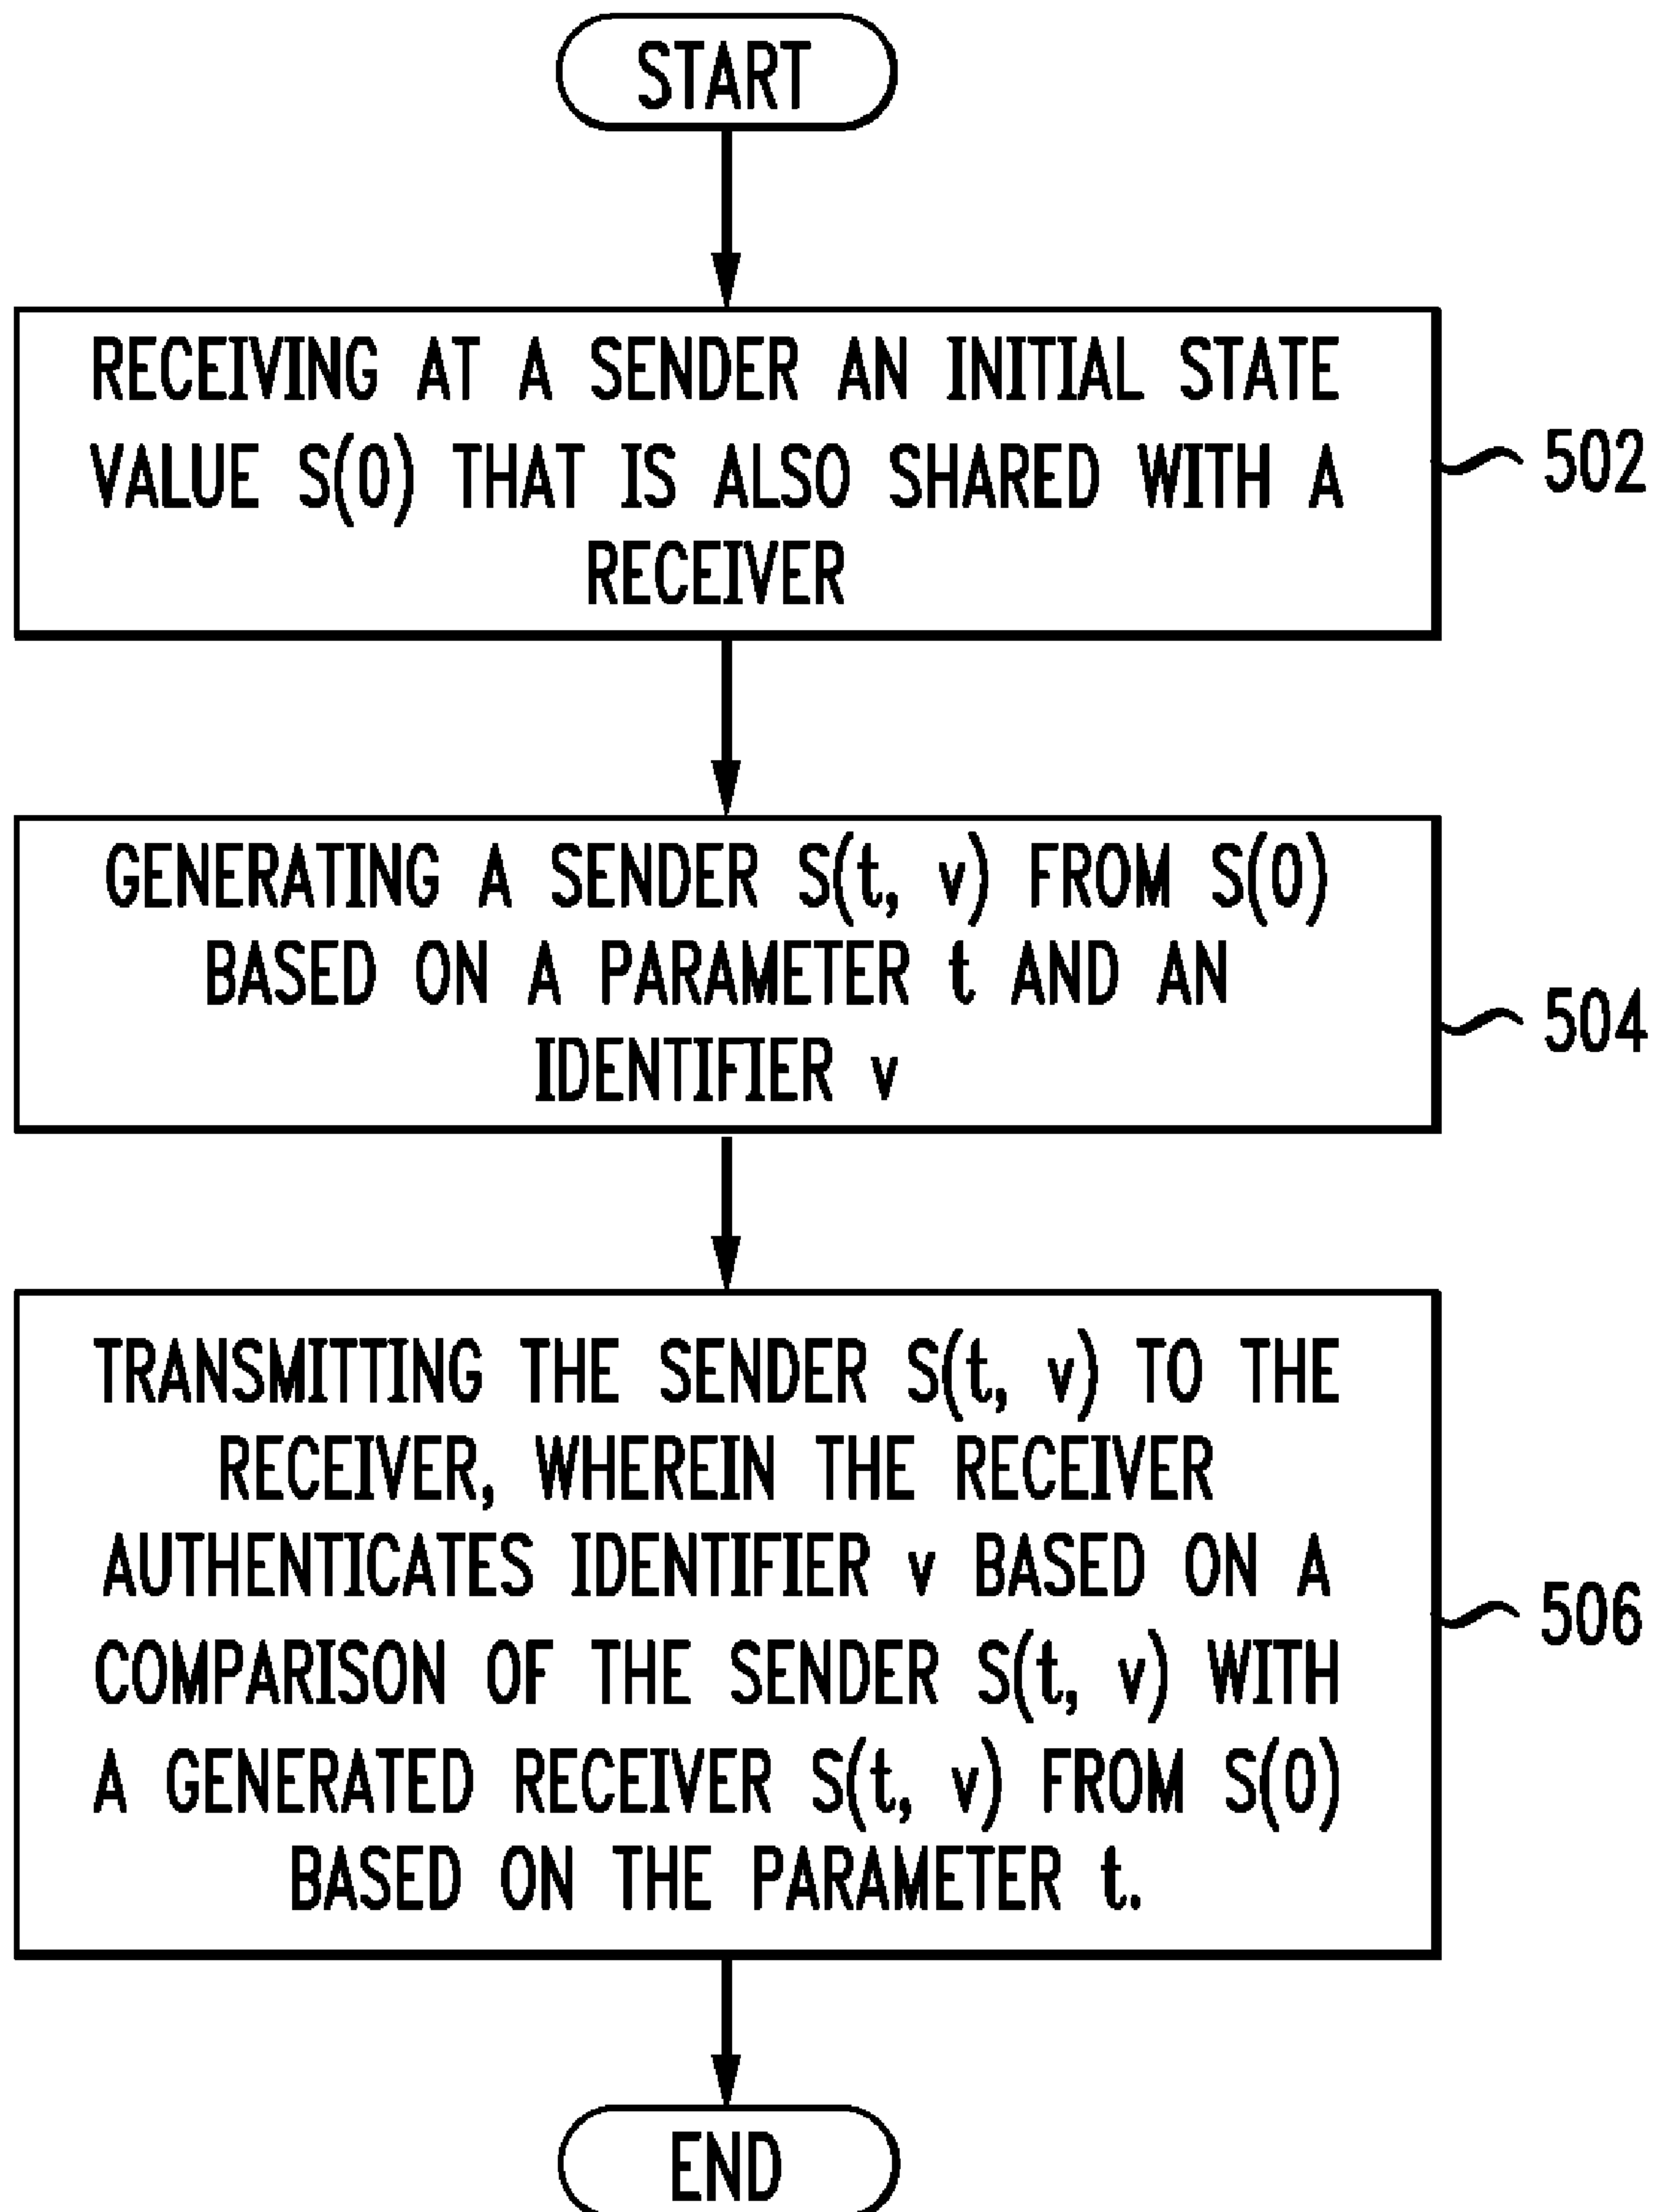 START
RECEIVING AT A SENDER AN INITIAL STATE
VALUE S(0) THAT IS ALSO SHARED WITH A
RECEIVER
502
GENERATING A SENDER S(t, v) FROM S(0)
BASED ON A PARAMETER t AND AN
IDENTIFIER v
504
TRANSMITTING THE SENDER S(t, v) TO THE
RECEIVER, WHEREIN THE RECEIVER
AUTHENTICATES IDENTIFIER v BASED ON A
COMPARISON OF THE SENDER S(t, v) WITH
A GENERATED RECEIVER S(t, v) FROM S(0)
BASED ON THE PARAMETER t.
506
END